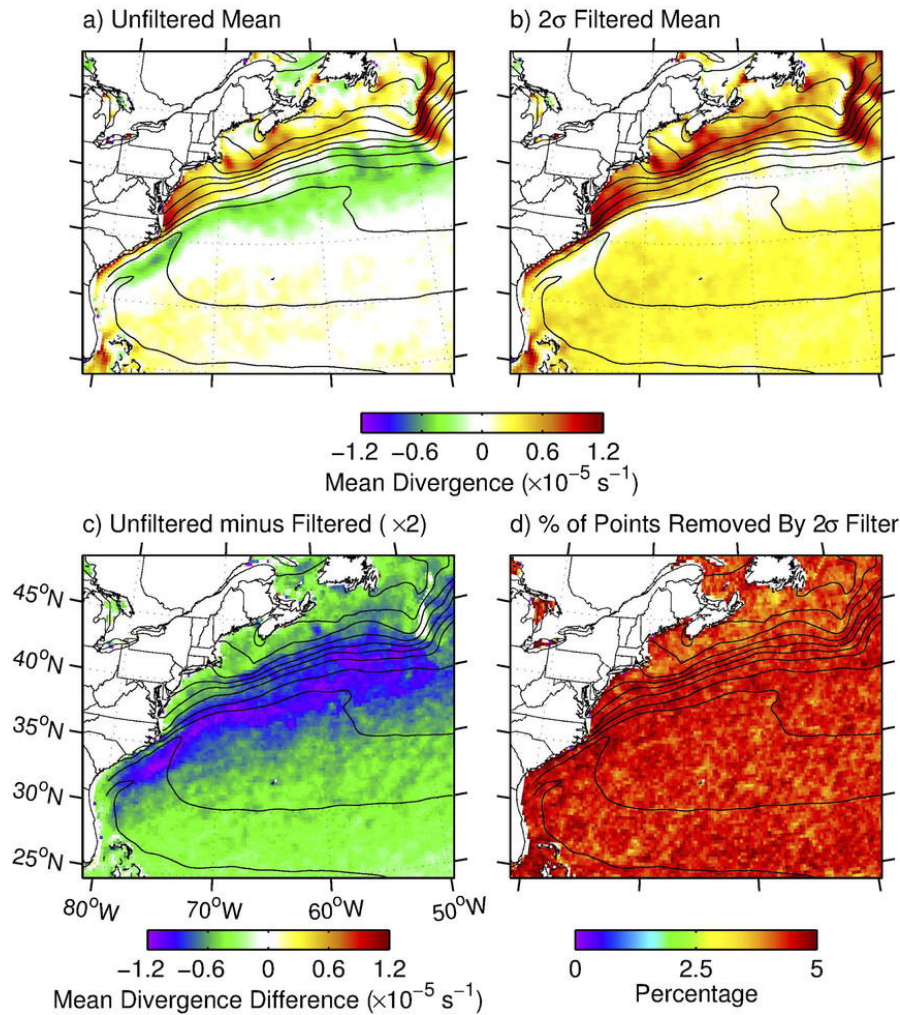 a) Unfiltered Mean
b) 2σ Filtered Mean
−1.2 −0.6 0 0.6 1.2
Mean Divergence (×10⁻⁵ s⁻¹)
c) Unfiltered minus Filtered (×2)
d) % of Points Removed By 2σ Filter
45°N
40°N
35°N
30°N
25°N
80°W 70°W 60°W 50°W
−1.2 −0.6 0 0.6 1.2
Mean Divergence Difference (×10⁻⁵ s⁻¹)
0 2.5 5
Percentage